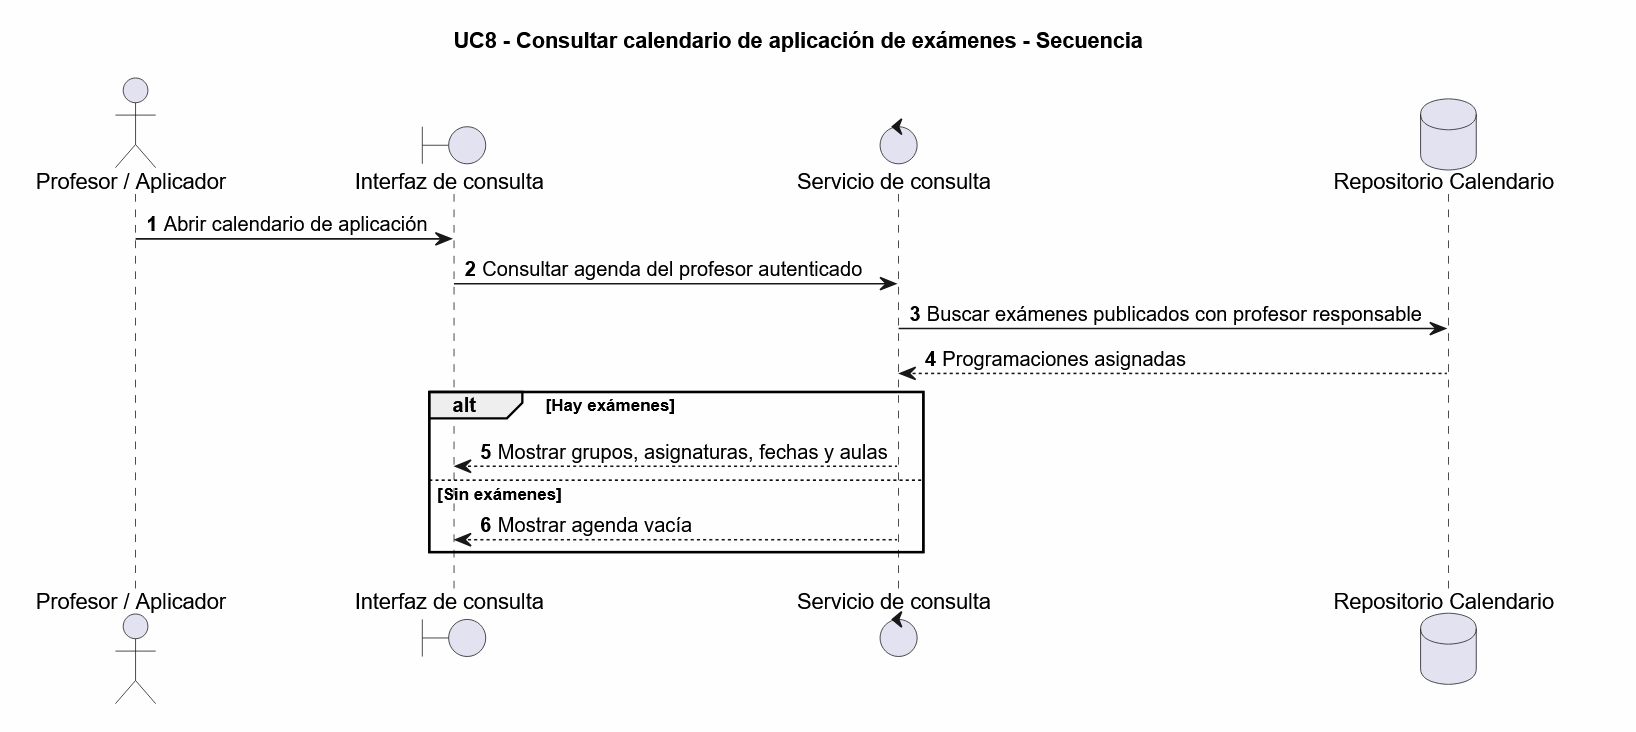 UC8 - Consultar calendario de aplicación de exámenes - Secuencia
Profesor / Aplicador
Interfaz de consulta
Servicio de consulta
Repositorio Calendario
1 Abrir calendario de aplicación
2 Consultar agenda del profesor autenticado
3 Buscar exámenes publicados con profesor responsable
4 Programaciones asignadas
alt [Hay exámenes]
5 Mostrar grupos, asignaturas, fechas y aulas
[Sin exámenes]
6 Mostrar agenda vacía
Profesor / Aplicador
Interfaz de consulta
Servicio de consulta
Repositorio Calendario